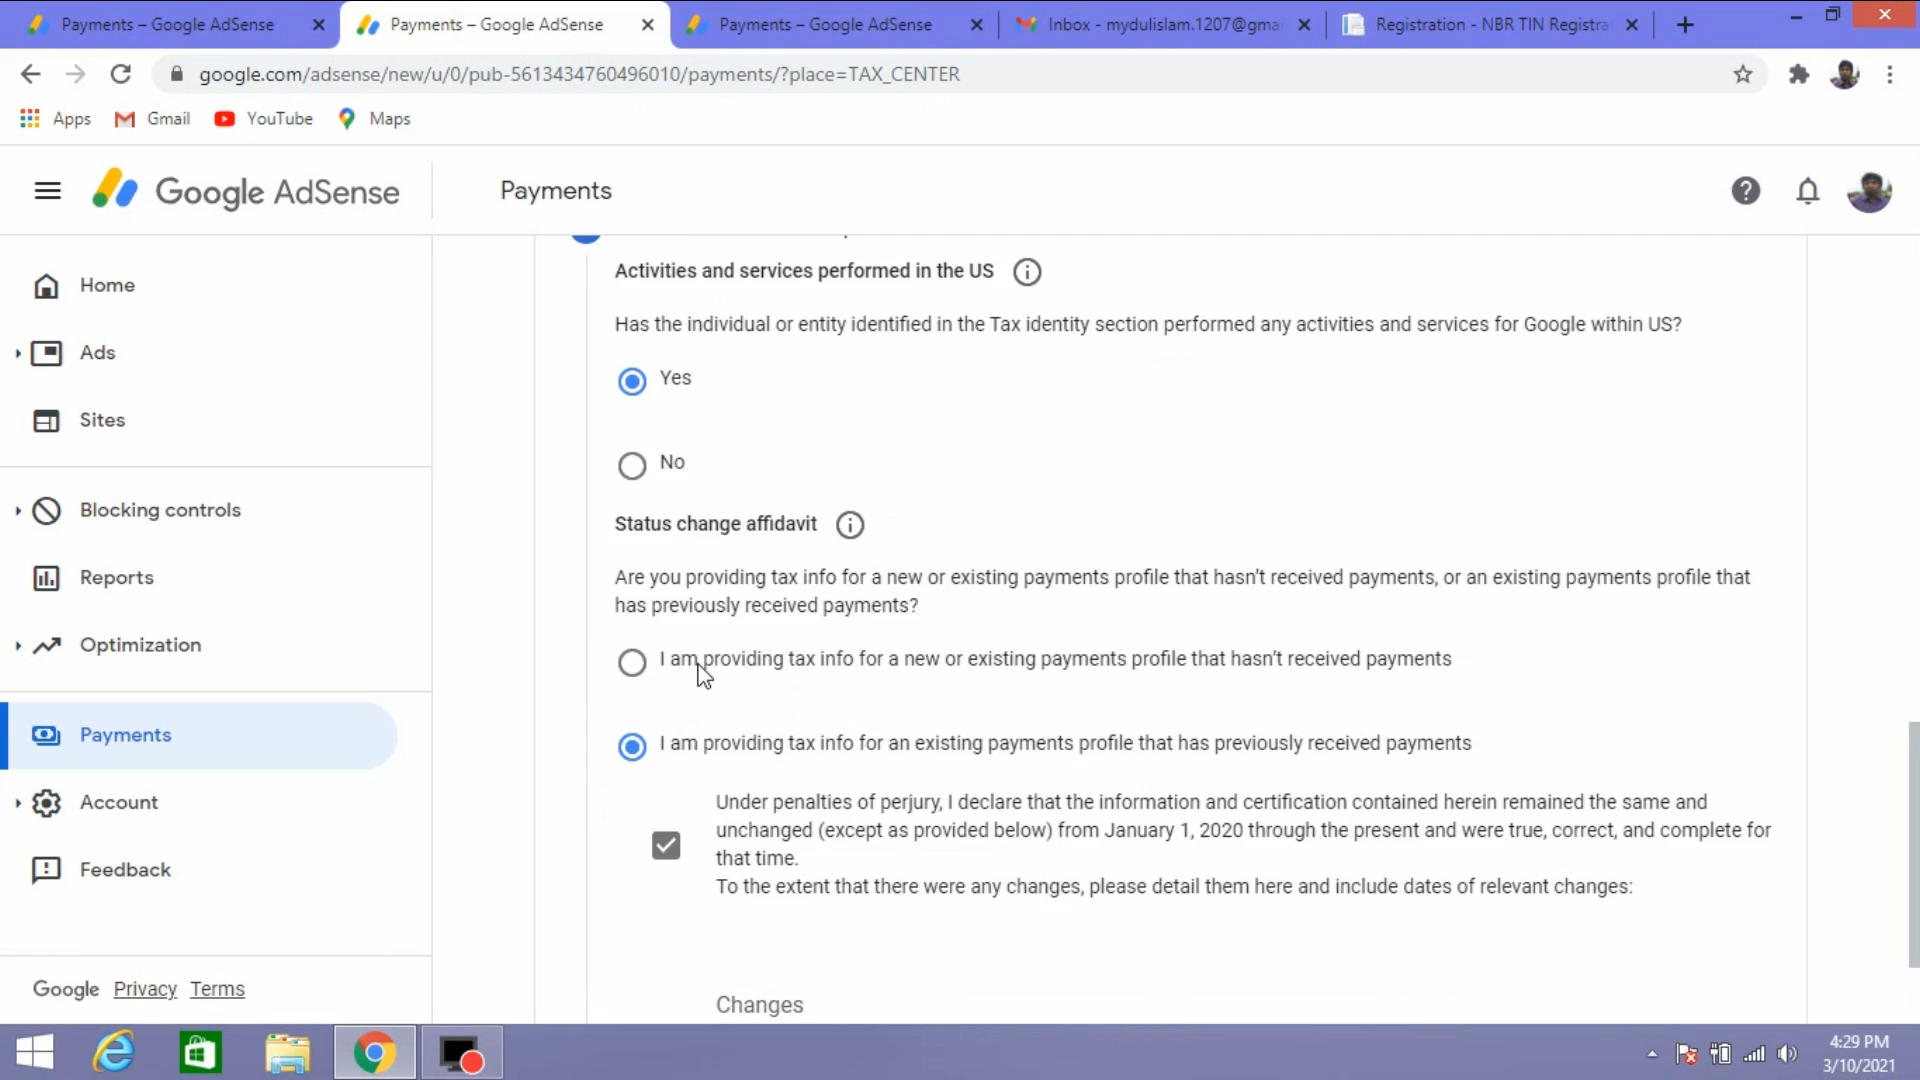 Payments – Google AdSense
Payments – Google AdSense
Payments – Google AdSense
Inbox - mydulislam.1207@gma
Registration - NBR TIN Registra
google.com/adsense/new/u/0/pub-5613434760496010/payments/?place=TAX_CENTER
Apps
Gmail
YouTube
Maps
Google AdSense
Payments
Home
Ads
Sites
Blocking controls
Reports
Optimization
Payments
Account
Feedback
Google Privacy Terms
Activities and services performed in the US
Has the individual or entity identified in the Tax identity section performed any activities and services for Google within US?
Yes
No
Status change affidavit
Are you providing tax info for a new or existing payments profile that hasn't received payments, or an existing payments profile that
has previously received payments?
I am providing tax info for a new or existing payments profile that hasn't received payments
I am providing tax info for an existing payments profile that has previously received payments
Under penalties of perjury, I declare that the information and certification contained herein remained the same and
unchanged (except as provided below) from January 1, 2020 through the present and were true, correct, and complete for
that time.
To the extent that there were any changes, please detail them here and include dates of relevant changes:
Changes
4:29 PM
3/10/2021